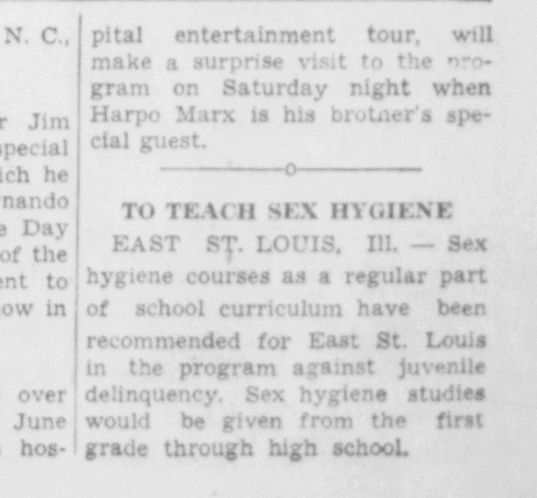 N. C.,
r Jim
special
ich he
nando
e Day
of the
ent to
ow in
over
June
hos-
pital entertainment tour, will
make a surprise visit to the pro-
gram on Saturday night when
Harpo Marx is his brotner's spe-
cial guest.
TO TEACH SEX HYGIENE
EAST ST. LOUIS, Ill. — Sex
hygiene courses as a regular part
of school curriculum have been
recommended for East St. Louis
in the program against juvenile
delinquency. Sex hygiene studies
would be given from the first
grade through high school.